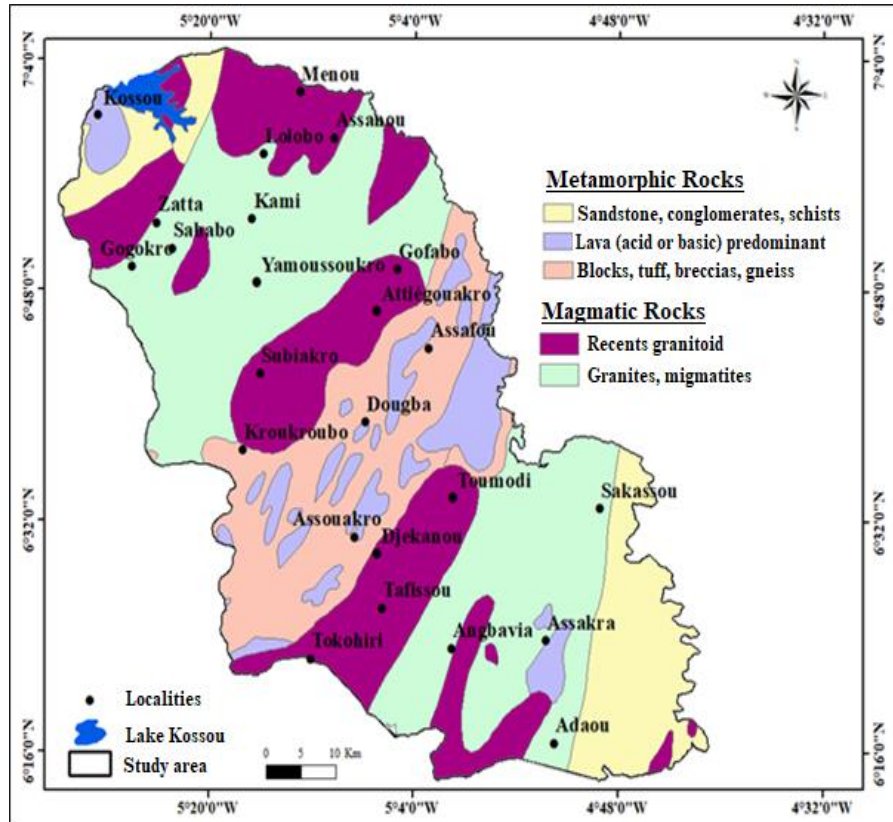 5°20'0"W 5°4'0"W 4°48'0"W 4°32'0"W
7°4'0"N 7°4'0"N
Menou
Kossou
Assanou
Lolobo
Metamorphic Rocks
Zatta
Kami
Sandstone, conglomerates, schists
Sahabo
Lava (acid or basic) predominant
Gogokro
Gofabo
Blocks, tuff, breccias, gneiss
Yamoussoukro
6°48'0"N 6°48'0"N
Attiégouakro
Magmatic Rocks
Assafou
Recents granitoid
Subiakro
Granites, migmatites
Dougba
Kroukroubo
Toumodi
Sakassou
6°32'0"N 6°32'0"N
Assouakro
Djekanou
Tafissou
Angbavia
Assakra
Tokohiri
Localities
Lake Kossou
Adaou
Study area
0 5 10 Km
6°16'0"N 6°16'0"N
5°20'0"W 5°4'0"W 4°48'0"W 4°32'0"W